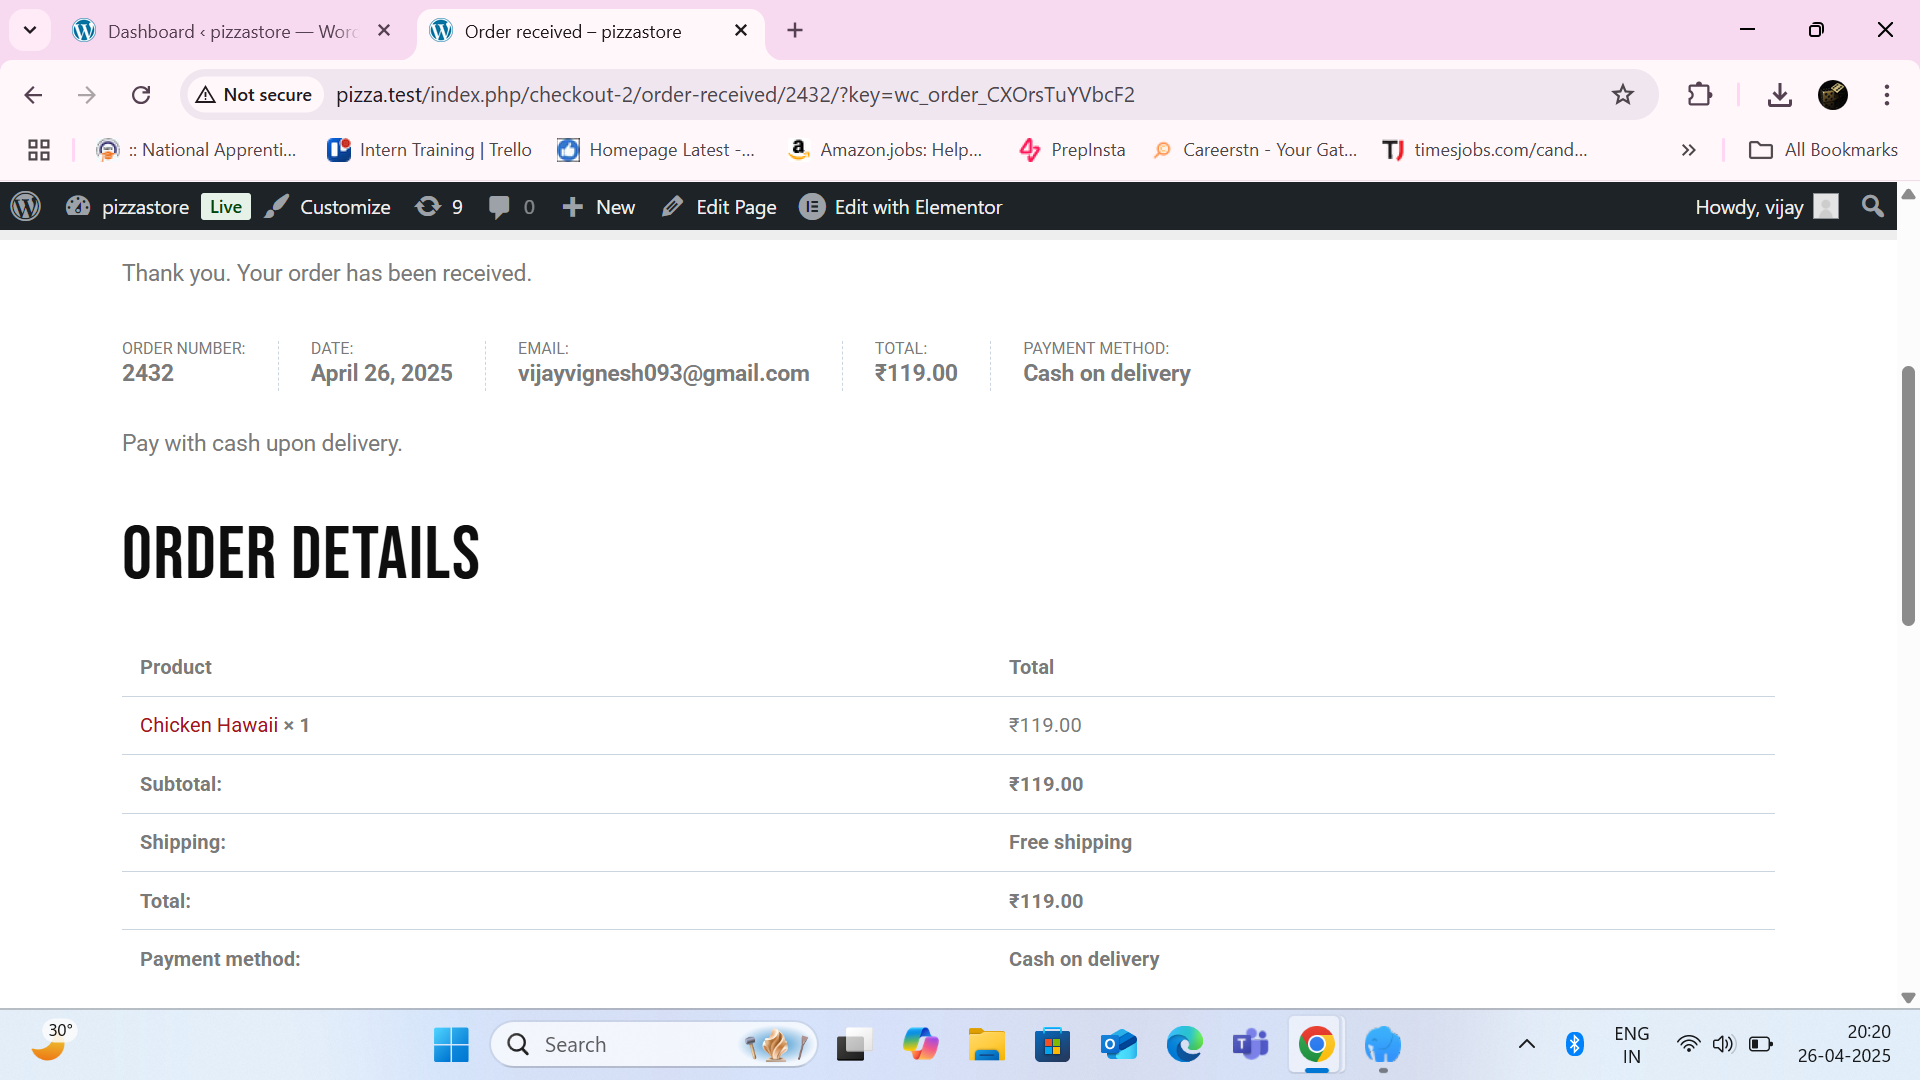 Dashboard ‹ pizzastore — Word
Order received – pizzastore
Not secure
pizza.test/index.php/checkout-2/order-received/2432/?key=wc_order_CXOrsTuYVbcF2
:: National Apprenti...
Intern Training | Trello
Homepage Latest -...
Amazon.jobs: Help...
PrepInsta
Careerstn - Your Gat...
timesjobs.com/cand...
All Bookmarks
pizzastore
Live
Customize
9
0
New
Edit Page
Edit with Elementor
Howdy, vijay
Thank you. Your order has been received.
ORDER NUMBER:
2432
DATE:
April 26, 2025
EMAIL:
vijayvignesh093@gmail.com
TOTAL:
₹119.00
PAYMENT METHOD:
Cash on delivery
Pay with cash upon delivery.
ORDER DETAILS
Product Total
Chicken Hawaii × 1 ₹119.00
Subtotal: ₹119.00
Shipping: Free shipping
Total: ₹119.00
Payment method: Cash on delivery
30°
Search
ENG
IN
20:20
26-04-2025